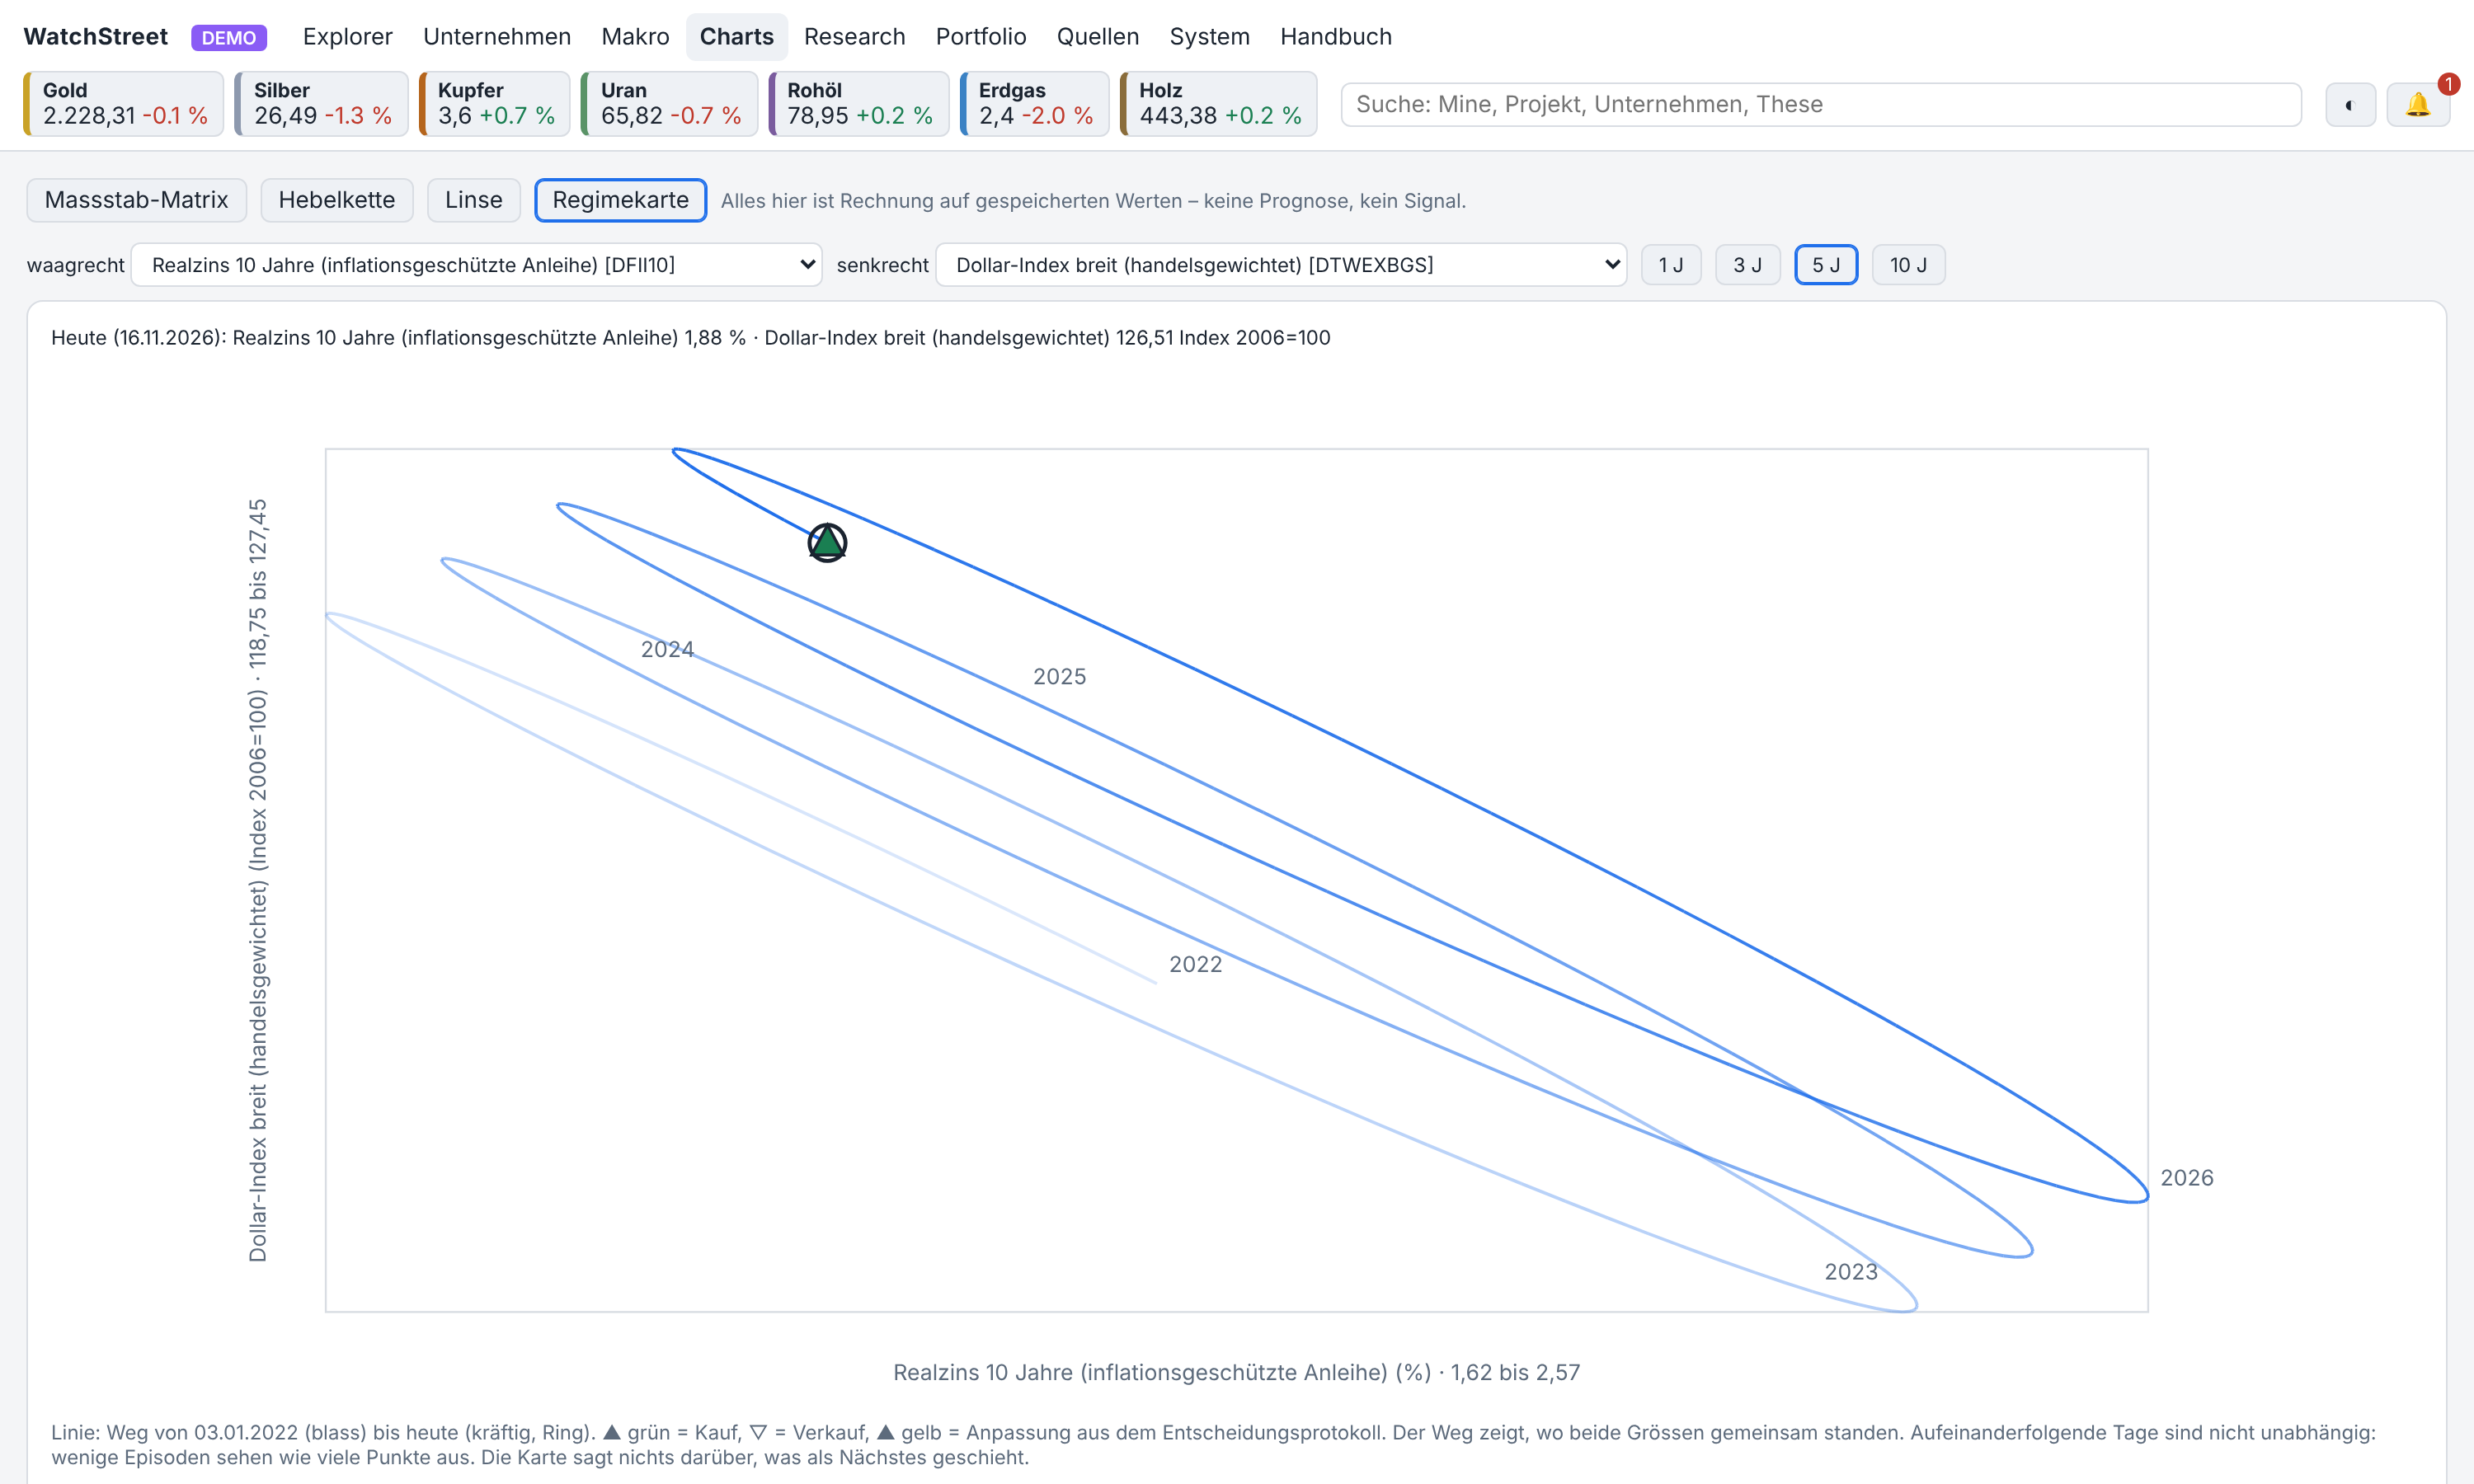 WatchStreet DEMO Explorer Unternehmen Makro Charts Research Portfolio Quellen System Handbuch
Gold Silber Kupfer Uran Rohöl Erdgas Holz
2.228,31 -0.1 % 26,49 -1.3 % 3,6 +0.7 % 65,82 -0.7 % 78,95 +0.2 % 2,4 -2.0 % 443,38 +0.2 %
Suche: Mine, Projekt, Unternehmen, These
1
Massstab-Matrix Hebelkette Linse Regimekarte Alles hier ist Rechnung auf gespeicherten Werten – keine Prognose, kein Signal.
waagrecht Realzins 10 Jahre (inflationsgeschützte Anleihe) [DFII10] senkrecht Dollar-Index breit (handelsgewichtet) [DTWEXBGS] 1 J 3 J 5 J 10 J
Heute (16.11.2026): Realzins 10 Jahre (inflationsgeschützte Anleihe) 1,88 % · Dollar-Index breit (handelsgewichtet) 126,51 Index 2006=100
Dollar-Index breit (handelsgewichtet) (Index 2006=100) · 118,75 bis 127,45
2024
2025
2022
2026
2023
Realzins 10 Jahre (inflationsgeschützte Anleihe) (%) · 1,62 bis 2,57
Linie: Weg von 03.01.2022 (blass) bis heute (kräftig, Ring). ▲ grün = Kauf, ▽ = Verkauf, ▲ gelb = Anpassung aus dem Entscheidungsprotokoll. Der Weg zeigt, wo beide Grössen gemeinsam standen. Aufeinanderfolgende Tage sind nicht unabhängig:
wenige Episoden sehen wie viele Punkte aus. Die Karte sagt nichts darüber, was als Nächstes geschieht.